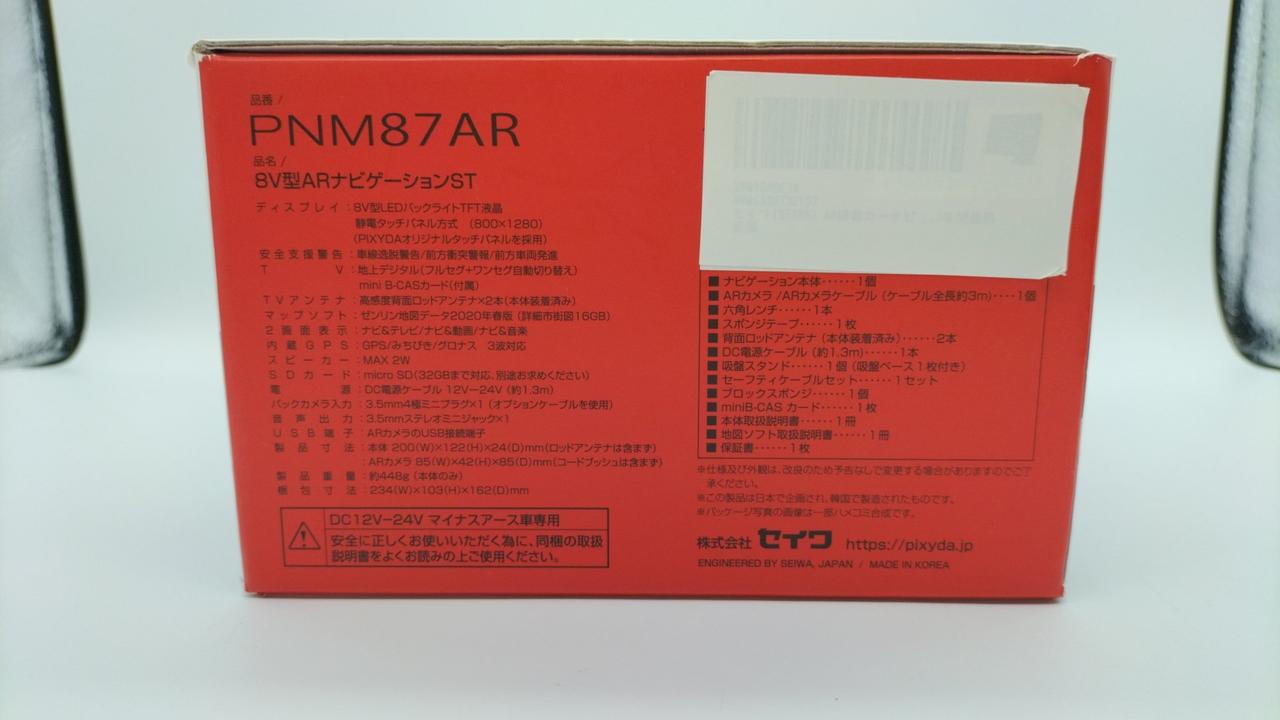 品番 /
PNM87AR
品名 /
8V型ARナビゲーションST
ディスプレイ：8V型LEDバックライトTFT液晶
静電タッチパネル方式 （800×1280）
（PIXYDAオリジナルタッチパネルを採用）
安全支援警告：車線逸脱警告/前方衝突警報/前方車両発進
T V：地上デジタル（フルセグ+ワンセグ自動切り替え）
mini B-CASカード（付属）
TVアンテナ：高感度背面ロッドアンテナ×2本（本体装着済み）
マップソフト：ゼンリン地図データ2020年春版（詳細市街図16GB）
2画面表示：ナビ&テレビ/ナビ&動画/ナビ&音楽
内蔵GPS：GPS/みちびき/グロナス 3波対応
スピーカー：MAX 2W
SDカード：micro SD（32GBまで対応、別途お求めください）
電源：DC電源ケーブル 12V−24V（約1.3m）
バックカメラ入力：3.5mm4極ミニプラグ×1（オプションケーブルを使用）
音声出力：3.5mmステレオミニジャック×1
USB端子：ARカメラのUSB接続端子
製品寸法：本体 200（W）×122（H）×24（D）mm（ロッドアンテナは含まず）
：ARカメラ 85（W）×42（H）×85（D）mm（コードブッシュは含まず）
製品重量：約448g（本体のみ）
梱包寸法：234（W）×103（H）×162（D）mm
DC12V−24V マイナスアース車専用
安全に正しくお使いいただく為に、同梱の取扱
説明書をよくお読みの上ご使用ください。
■ ナビゲーション本体‥‥‥1個
■ ARカメラ /ARカメラケーブル（ケーブル全長約3m）‥‥1個
■ 六角レンチ‥‥‥1本
■ スポンジテープ‥‥‥1枚
■ 背面ロッドアンテナ（本体装着済み）‥‥‥2本
■ DC電源ケーブル（約1.3m）‥‥‥1本
■ 吸盤スタンド‥‥‥1個（吸盤ベース1枚付き）
■ セーフティケーブルセット‥‥‥1セット
■ ブロックスポンジ‥‥‥1個
■ miniB-CAS カード‥‥‥1枚
■ 本体取扱説明書‥‥‥1冊
■ 地図ソフト取扱説明書‥‥‥1冊
■ 保証書‥‥‥1枚
※仕様及び外観は、改良のため予告なしで変更する場合がありますのでご了
承ください。
※この製品は日本で企画され、韓国で製造されたものです。
※パッケージ写真の画像は一部ハメコミ合成です。
株式会社 セイワ https://pixyda.jp
ENGINEERED BY SEIWA, JAPAN / MADE IN KOREA